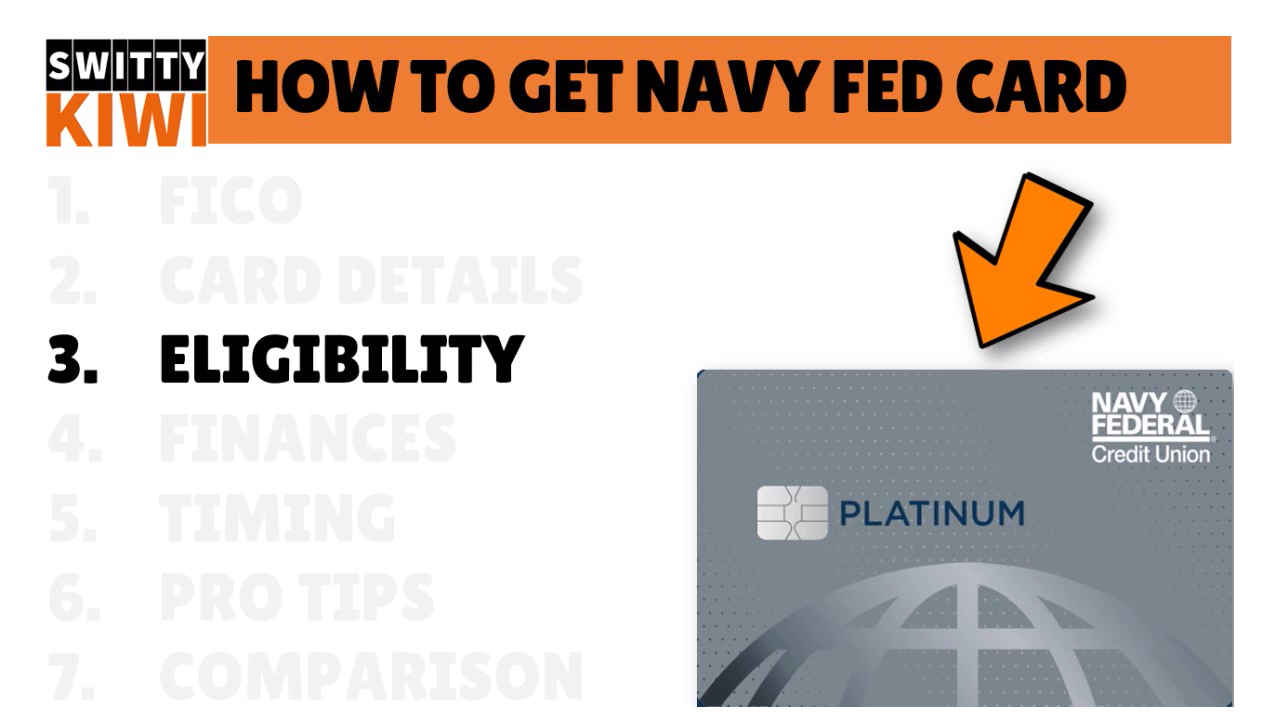 SWITTY
KIWI
HOW TO GET NAVY FED CARD
1. FICO
2. CARD DETAILS
3. ELIGIBILITY
4. FINANCES
5. TIMING
6. PRO TIPS
7. COMPARISON
NAVY
FEDERAL
Credit Union
PLATINUM